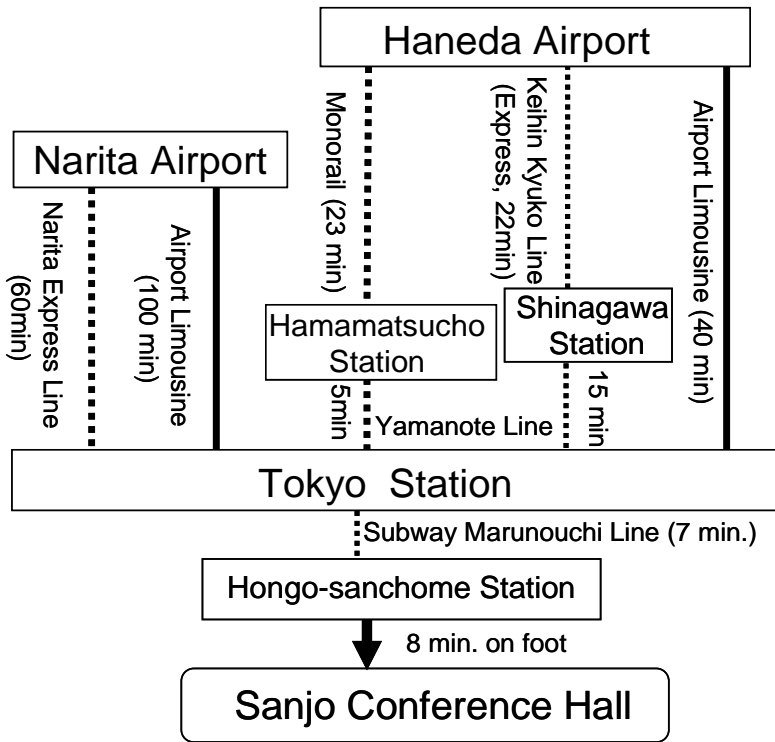 Haneda Airport
Narita Airport
Narita Express Line
(60min)
Airport Limousine
(100 min)
Monorail (23 min)
Keihin Kyuko Line
(Express, 22min)
Airport Limousine (40 min)
Hamamatsucho
Station
Shinagawa
Station
5min
Yamanote Line
15 min
Tokyo Station
Subway Marunouchi Line (7 min.)
Hongo-sanchome Station
8 min. on foot
Sanjo Conference Hall